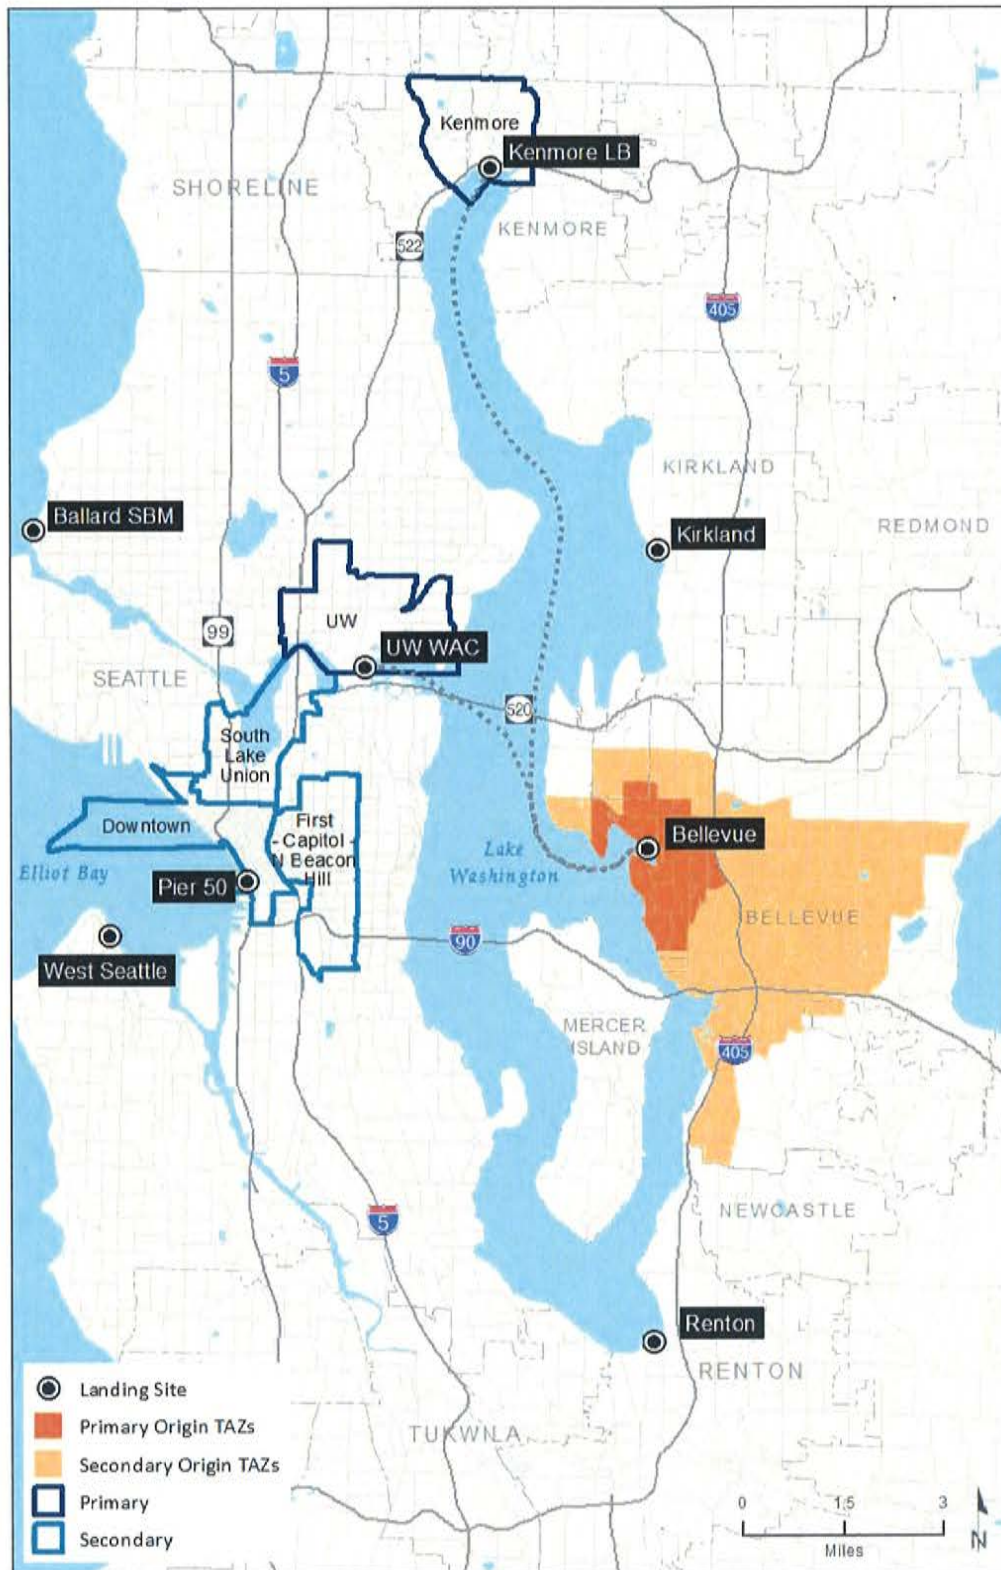 Kenmore
Kenmore LB
SHORELINE
KENMORE
522
405
5
KIRKLAND
Ballard SBM
Kirkland
REDMOND
UW
99
UW WAC
SEATTLE
520
South
Lake
Union
Downtown
First
- Capitol -
N Beacon
Hill
Bellevue
Lake
Washington
Elliot Bay
Pier 50
BELLEVUE
90
West Seattle
MERCER
ISLAND
405
NEWCASTLE
5
Renton
RENTON
Landing Site
Primary Origin TAZs
TUKWILA
Secondary Origin TAZs
Primary
Secondary
0 1.5 3
Miles
N